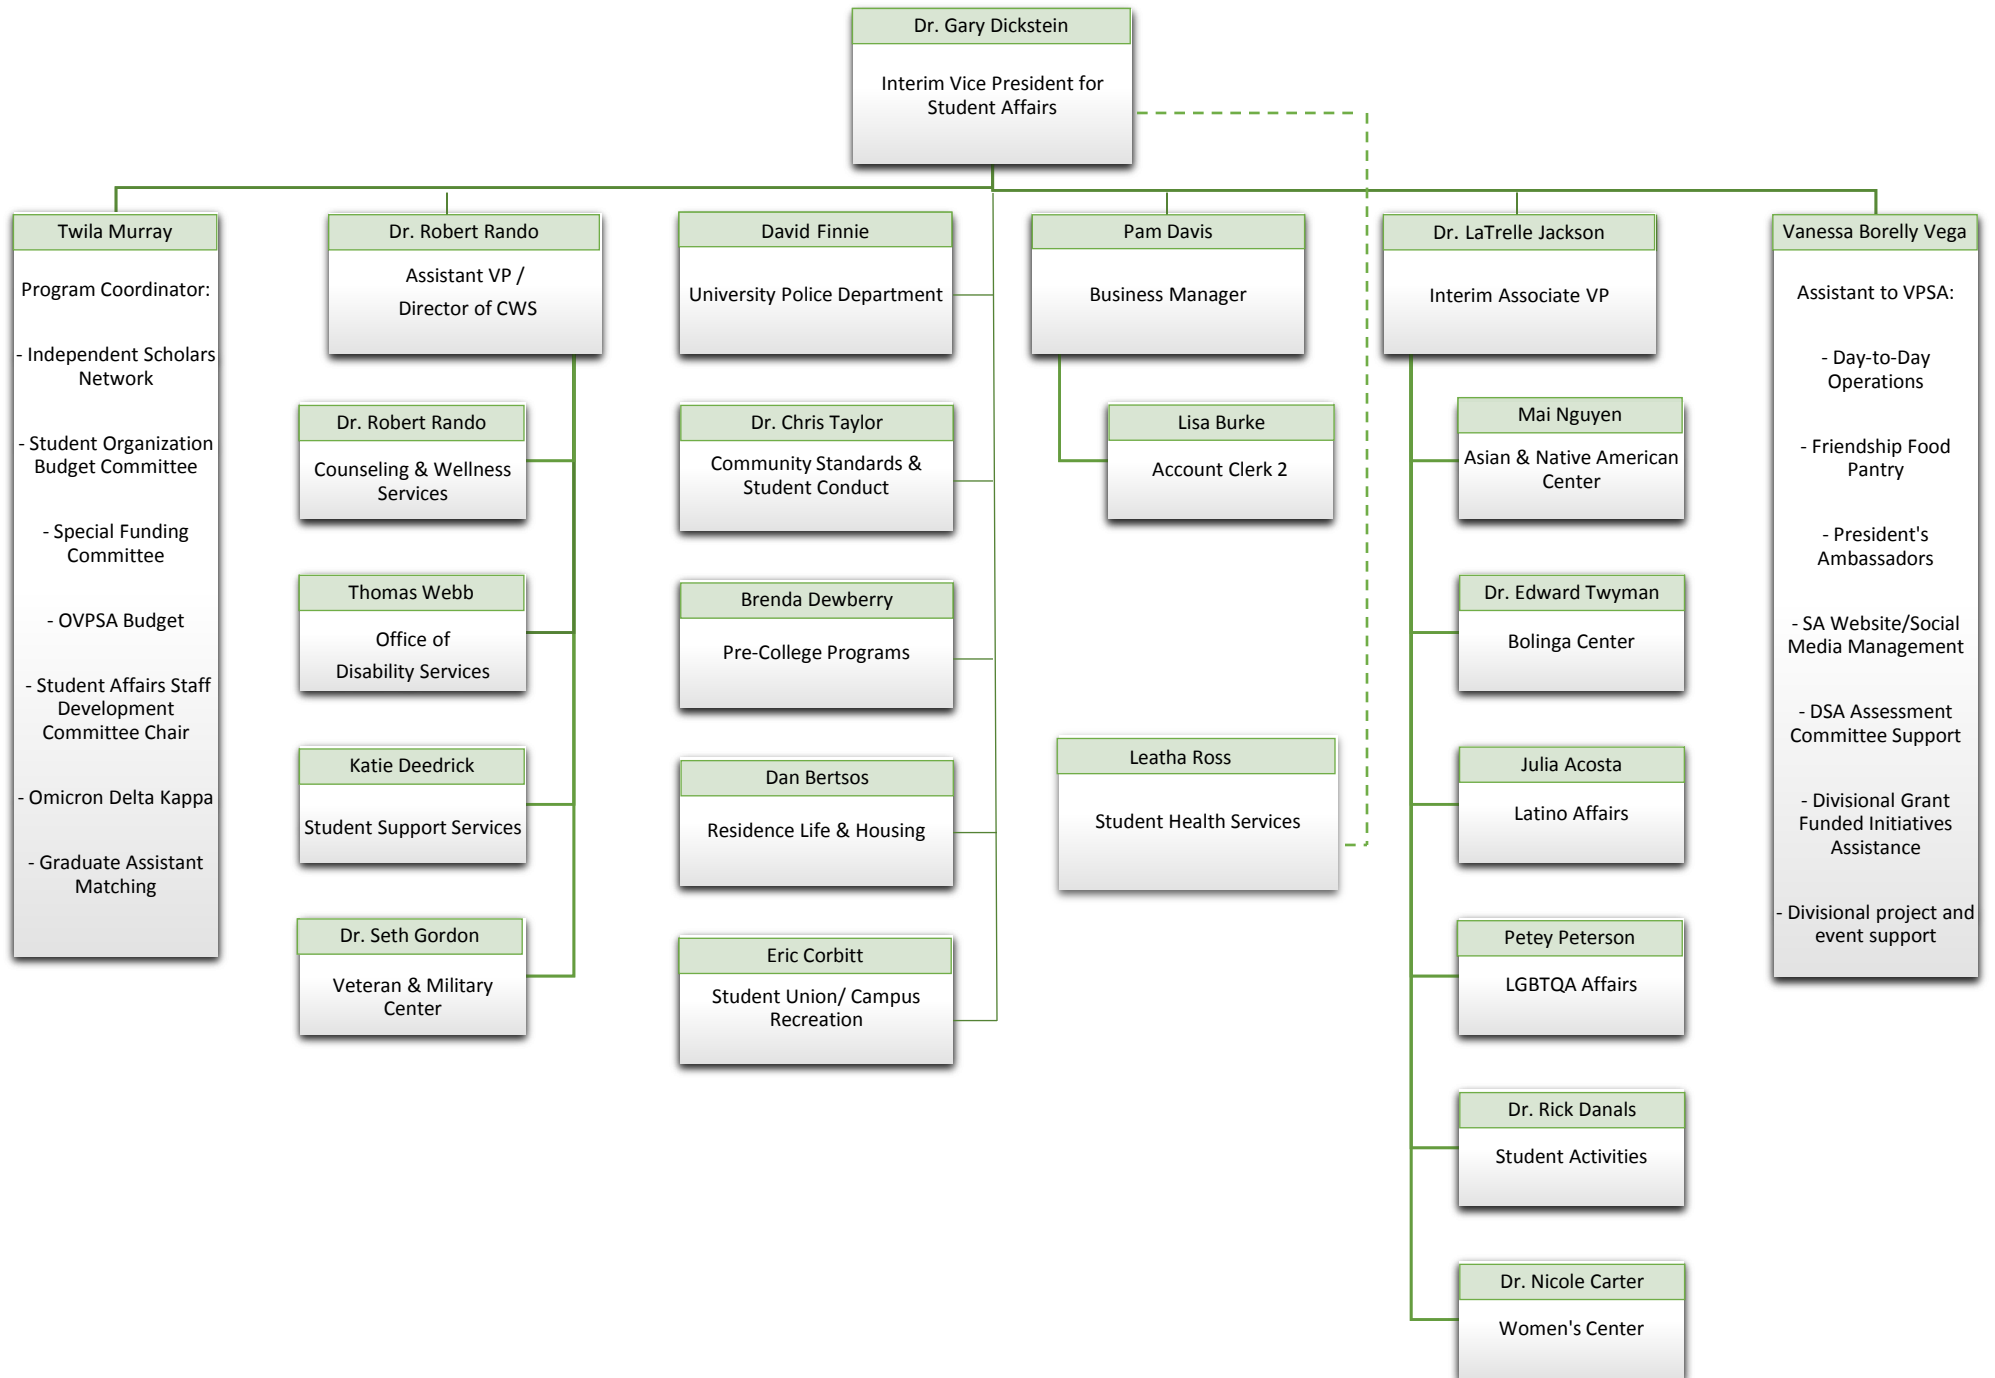 Dr. Gary Dickstein
Interim Vice President for
Student Affairs
Twila Murray
Program Coordinator:
- Independent Scholars
Network
- Student Organization
Budget Committee
- Special Funding
Committee
- OVPSA Budget
- Student Affairs Staff
Development
Committee Chair
- Omicron Delta Kappa
- Graduate Assistant
Matching
Dr. Robert Rando
Assistant VP /
Director of CWS
Dr. Robert Rando
Counseling & Wellness
Services
Thomas Webb
Office of
Disability Services
Katie Deedrick
Student Support Services
Dr. Seth Gordon
Veteran & Military
Center
David Finnie
University Police Department
Dr. Chris Taylor
Community Standards &
Student Conduct
Brenda Dewberry
Pre-College Programs
Dan Bertsos
Residence Life & Housing
Eric Corbitt
Student Union/ Campus
Recreation
Pam Davis
Business Manager
Lisa Burke
Account Clerk 2
Leatha Ross
Student Health Services
Dr. LaTrelle Jackson
Interim Associate VP
Mai Nguyen
Asian & Native American
Center
Dr. Edward Twyman
Bolinga Center
Julia Acosta
Latino Affairs
Petey Peterson
LGBTQA Affairs
Dr. Rick Danals
Student Activities
Dr. Nicole Carter
Women's Center
Vanessa Borelly Vega
Assistant to VPSA:
- Day-to-Day
Operations
- Friendship Food
Pantry
- President's
Ambassadors
- SA Website/Social
Media Management
- DSA Assessment
Committee Support
- Divisional Grant
Funded Initiatives
Assistance
- Divisional project and
event support